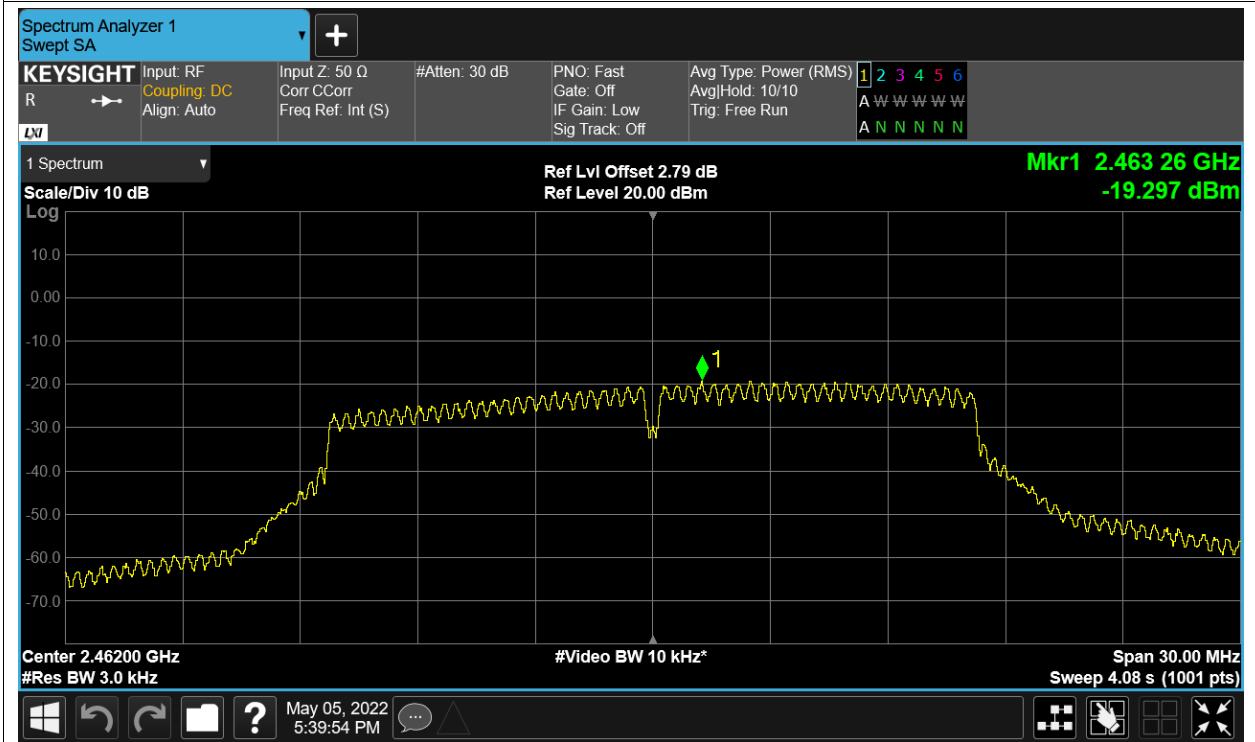 Spectrum Analyzer 1
Swept SA
+
KEYSIGHT
R
LXI
Input: RF
Coupling: DC
Align: Auto
Input Z: 50 Ω
Corr CCorr
Freq Ref: Int (S)
#Atten: 30 dB
PNO: Fast
Gate: Off
IF Gain: Low
Sig Track: Off
Avg Type: Power (RMS)
Avg|Hold: 10/10
Trig: Free Run
1 2 3 4 5 6
A W W W W W
A N N N N N
1 Spectrum
Scale/Div 10 dB
Log
Ref Lvl Offset 2.79 dB
Ref Level 20.00 dBm
Mkr1 2.463 26 GHz
-19.297 dBm
10.0
0.00
-10.0
1
-20.0
-30.0
-40.0
-50.0
-60.0
-70.0
Center 2.46200 GHz
#Res BW 3.0 kHz
#Video BW 10 kHz*
Span 30.00 MHz
Sweep 4.08 s (1001 pts)
?
May 05, 2022
5:39:54 PM